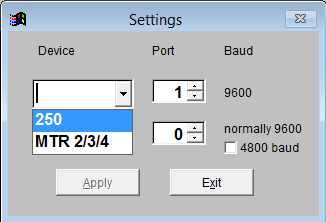 Settings
Device Port Baud
1 9600
250
MTR 2/3/4
0 normally 9600
4800 baud
Apply Exit